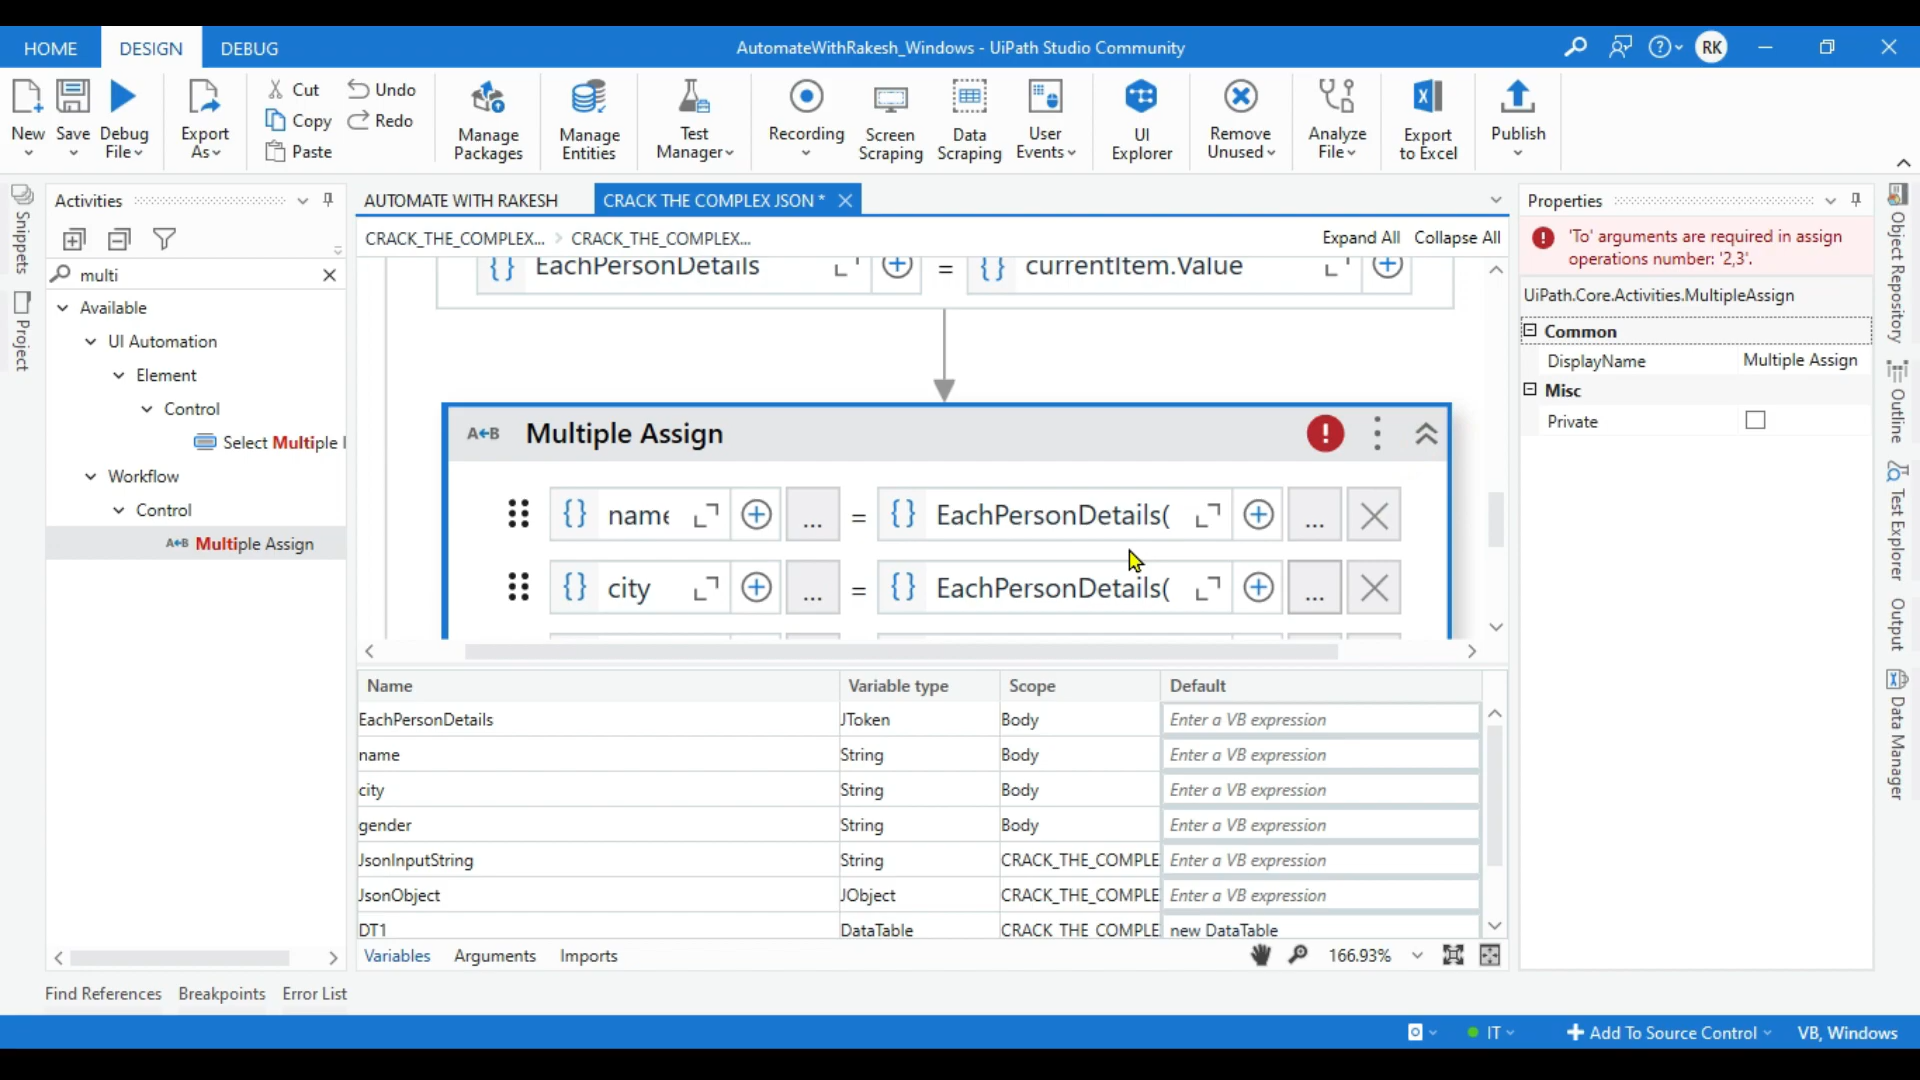 HOME DESIGN DEBUG AutomateWithRakesh_Windows - UiPath Studio Community RK
New Save Debug File Export As Cut Copy Paste Undo Redo Manage Packages Manage Entities Test Manager Recording Screen Scraping Data Scraping User Events UI Explorer Remove Unused Analyze File Export to Excel Publish
Snippets
Project
Activities
multi
Available
UI Automation
Element
Control
Select Multiple I
Workflow
Control
A←B Multiple Assign
AUTOMATE WITH RAKESH CRACK THE COMPLEX JSON *
CRACK_THE_COMPLEX... > CRACK_THE_COMPLEX... Expand All Collapse All
{} EachPersonDetails = {} currentItem.Value
A←B Multiple Assign
{} name ... = {} EachPersonDetails( ...
{} city ... = {} EachPersonDetails( ...
Name Variable type Scope Default
EachPersonDetails JToken Body Enter a VB expression
name String Body Enter a VB expression
city String Body Enter a VB expression
gender String Body Enter a VB expression
JsonInputString String CRACK_THE_COMPLE Enter a VB expression
JsonObject JObject CRACK_THE_COMPLE Enter a VB expression
DT1 DataTable CRACK THE COMPLE new DataTable
Variables Arguments Imports 166.93%
Properties
'To' arguments are required in assign
operations number: '2,3'.
UiPath.Core.Activities.MultipleAssign
Common
DisplayName Multiple Assign
Misc
Private
Object Repository
Outline
Test Explorer
Output
Data Manager
Find References Breakpoints Error List
IT Add To Source Control VB, Windows